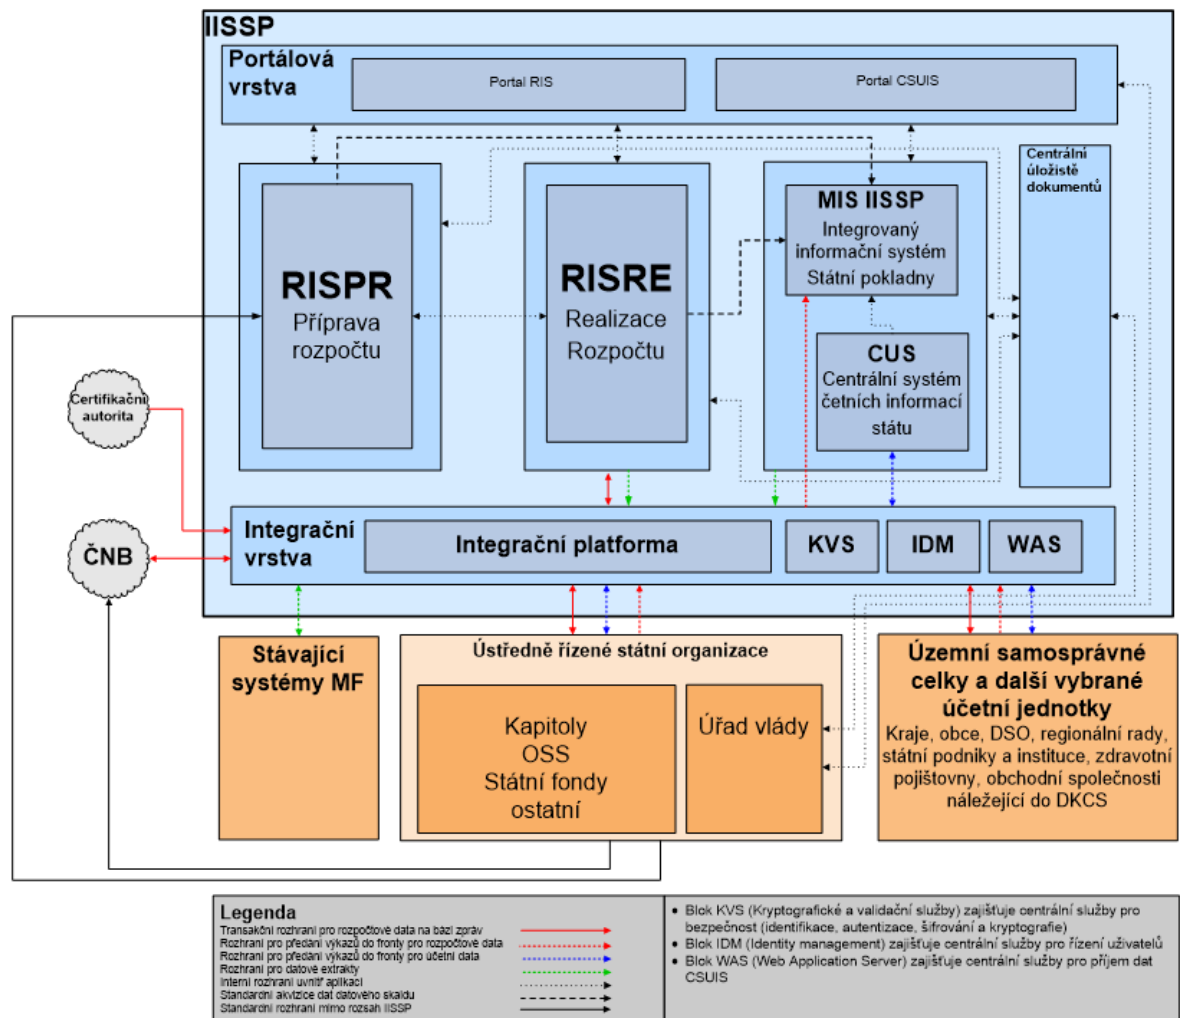 IISSP
Portálová
vrstva
Portal RIS
Portal CSUIS
Centrální
úložistě
dokumentů
RISPR
Příprava
rozpočtu
RISRE
Realizace
Rozpočtu
MIS IISSP
Integrovaný
informační systém
Státní pokladny
CUS
Centrální systém
četních informací
státu
Certifikační
autorita
ČNB
Integrační
vrstva
Integrační platforma
KVS
IDM
WAS
Stávající
systémy MF
Ústředně řízené státní organizace
Kapitoly
OSS
Státní fondy
ostatní
Úřad vlády
Územní samosprávné
celky a další vybrané
účetní jednotky
Kraje, obce, DSO, regionální rady,
státní podniky a instituce, zdravotní
pojištovny, obchodní společnosti
náležející do DKCS
Legenda
Transakční rozhraní pro rozpočtové data na bázi zpráv
Rozhraní pro předání výkazů do fronty pro rozpočtové data
Rozhraní pro předání výkazů do fronty pro účetní data
Rozhraní pro datové extrakty
Interní rozhraní uvnitř aplikací
Standardní akvizice dat datového skaldu
Standardní rozhraní mimo rozsah IISSP
• Blok KVS (Kryptografické a validační služby) zajišťuje centrální služby pro
bezpečnost (identifikace, autentizace, šifrování a kryptografie)
• Blok IDM (Identity management) zajišťuje centrální služby pro řízení uživatelů
• Blok WAS (Web Application Server) zajišťuje centrální služby pro příjem dat
CSUIS